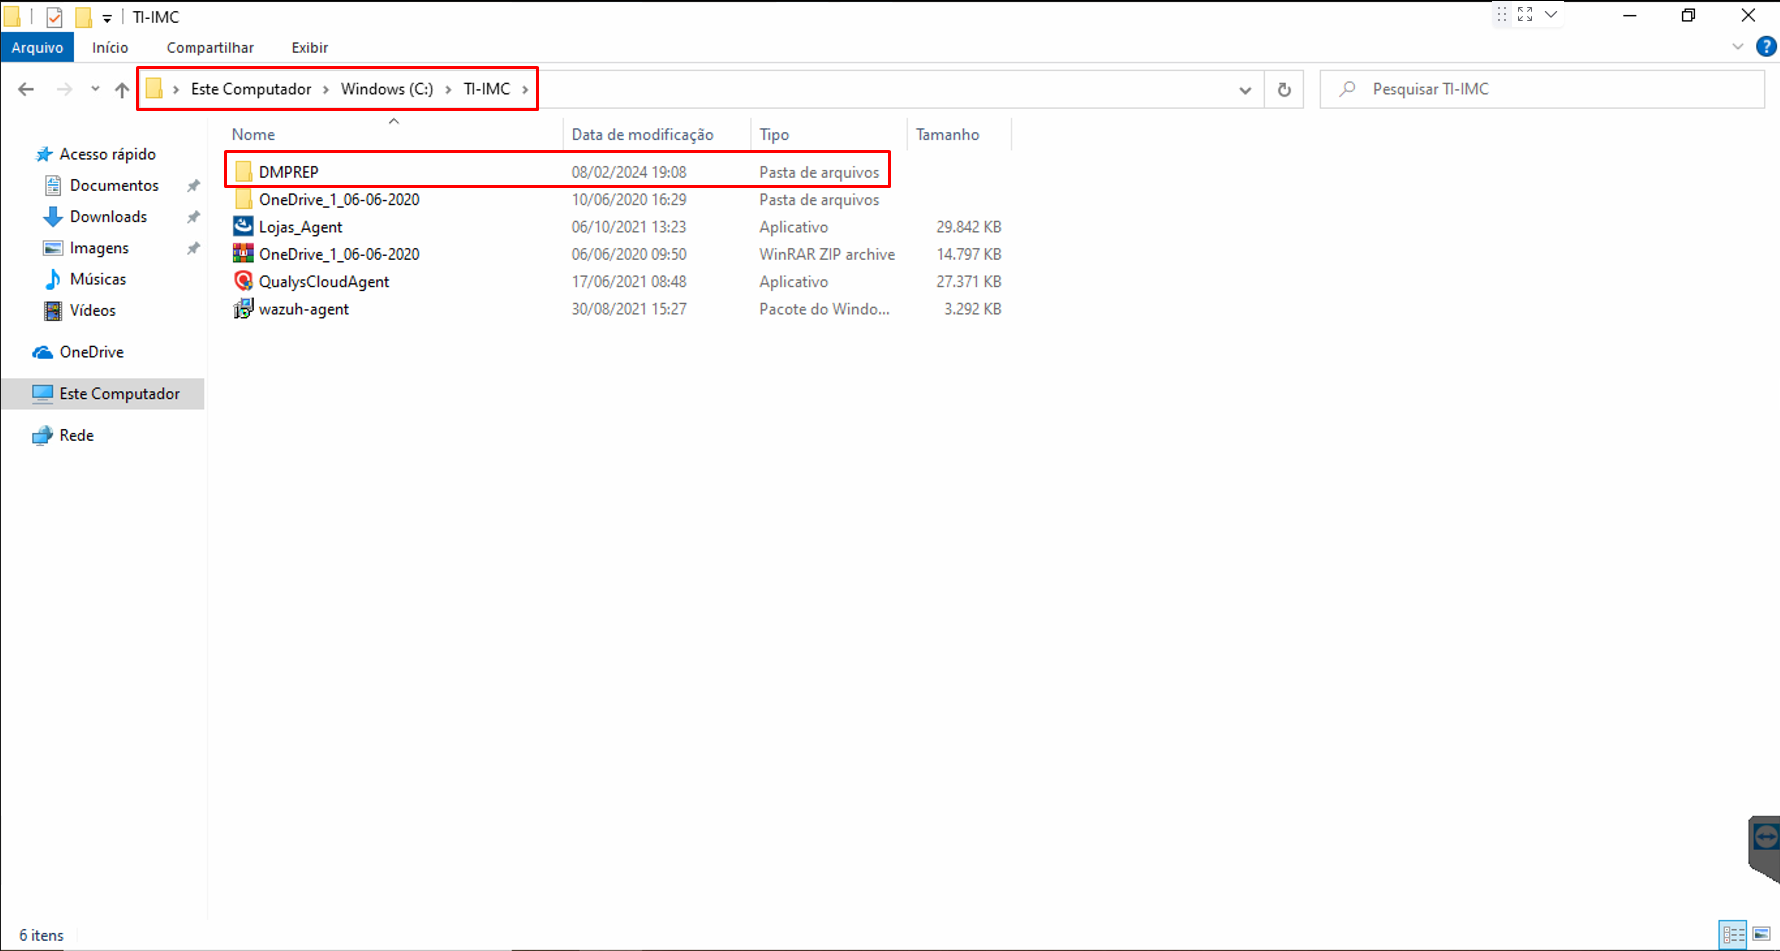 TI-IMC
Arquivo Início Compartilhar Exibir
Este Computador Windows (C:) TI-IMC Pesquisar TI-IMC
Nome Data de modificação Tipo Tamanho
Acesso rápido
Documentos
Downloads
Imagens
Músicas
Vídeos
OneDrive
Este Computador
Rede
DMPREP 08/02/2024 19:08 Pasta de arquivos
OneDrive_1_06-06-2020 10/06/2020 16:29 Pasta de arquivos
Lojas_Agent 06/10/2021 13:23 Aplicativo 29.842 KB
OneDrive_1_06-06-2020 06/06/2020 09:50 WinRAR ZIP archive 14.797 KB
QualysCloudAgent 17/06/2021 08:48 Aplicativo 27.371 KB
wazuh-agent 30/08/2021 15:27 Pacote do Windo... 3.292 KB
6 itens